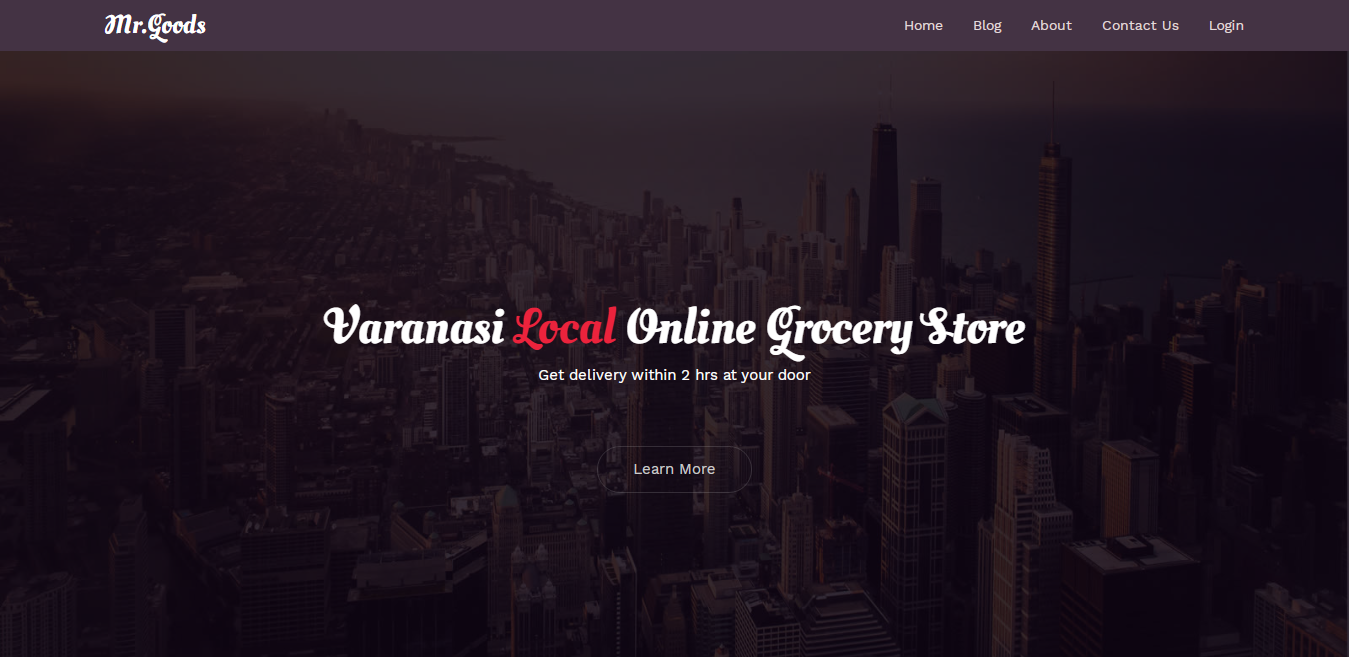 Mr.Goods
Home Blog About Contact Us Login
Varanasi Local Online Grocery Store
Get delivery within 2 hrs at your door
Learn More